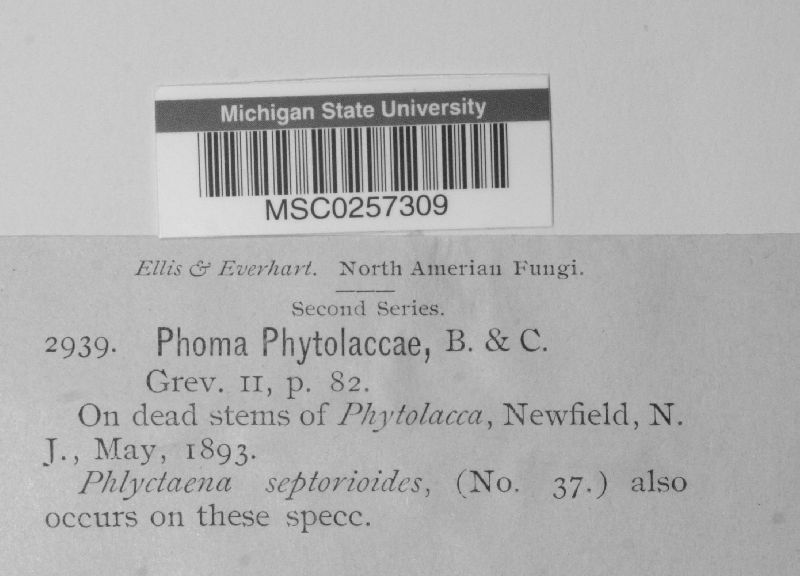 Michigan State University
MSC0257309
Ellis & Everhart. North Amerian Fungi.
Second Series.
2939. Phoma Phytolaccae, B. & C.
Grev. II, p. 82.
On dead stems of Phytolacca, Newfield, N.
J., May, 1893.
Phlyctaena septorioides, (No. 37.) also
occurs on these specc.